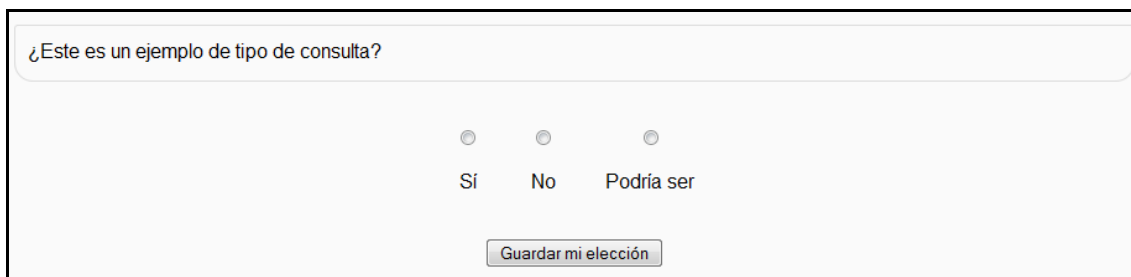 ¿Este es un ejemplo de tipo de consulta?
Sí No Podría ser
Guardar mi elección